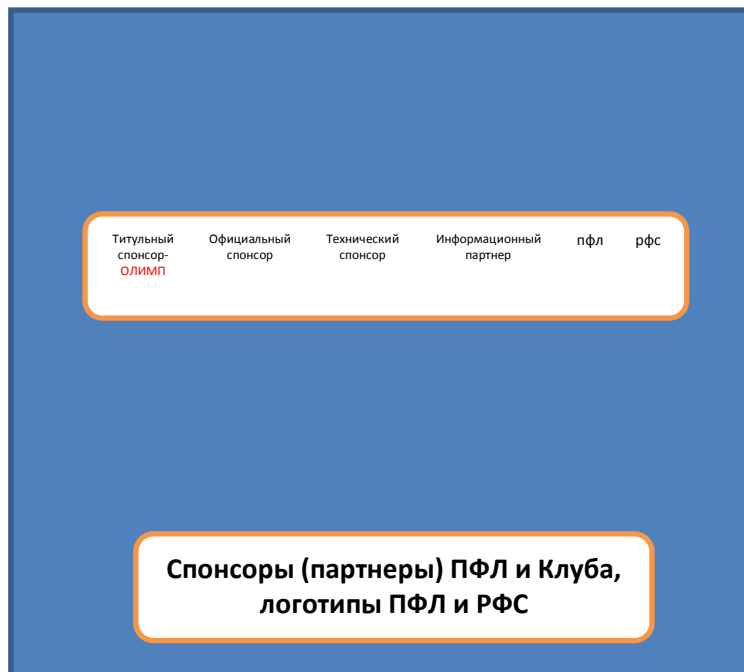 Титульный спонсор- ОЛИМП
Официальный спонсор
Технический спонсор
Информационный партнер
пфл
рфс
Спонсоры (партнеры) ПФЛ и Клуба,
логотипы ПФЛ и РФС